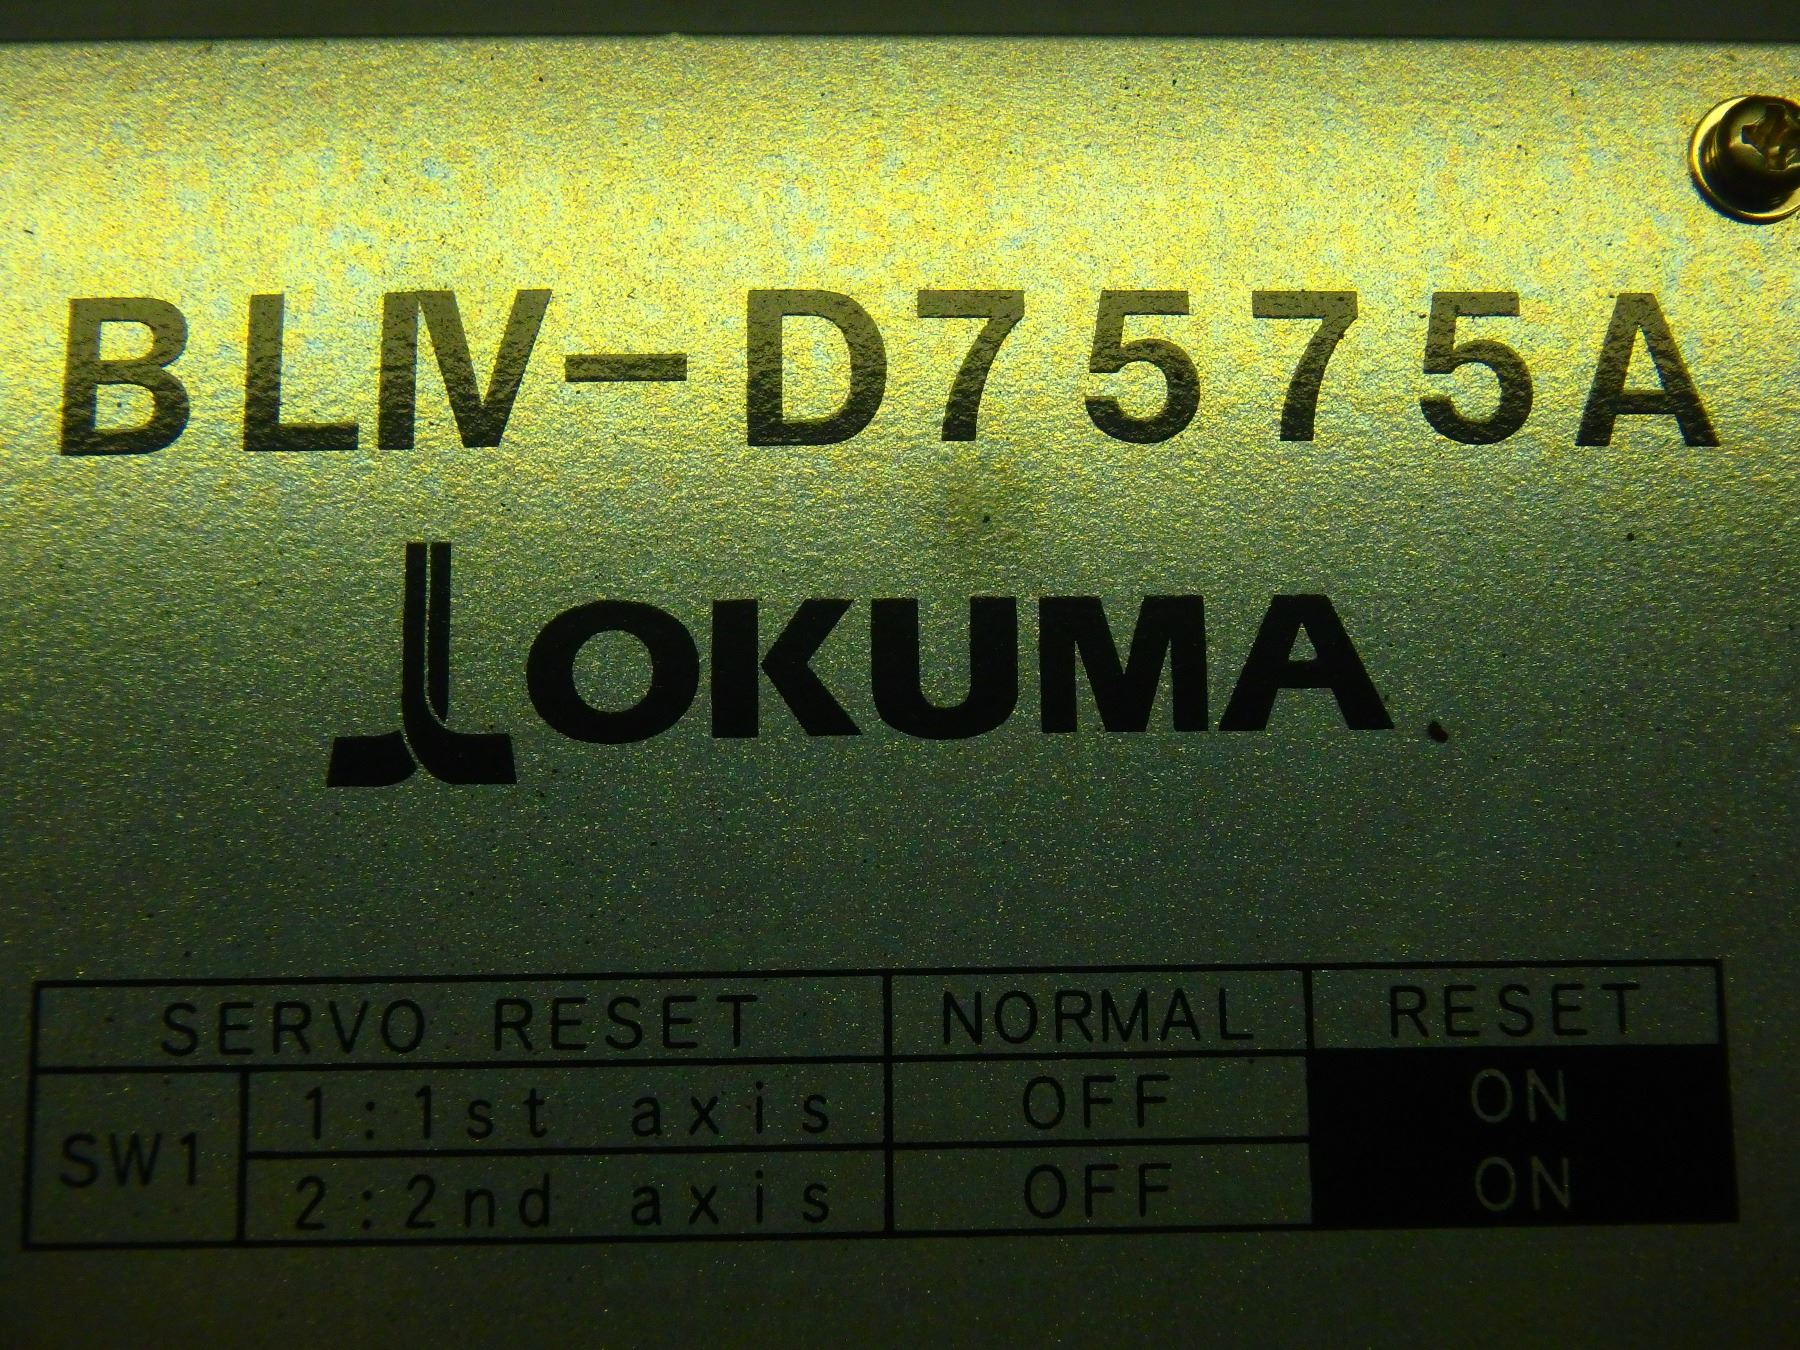 BLⅣ-D7575A
OKUMA
SERVO RESET NORMAL RESET
SW1 1:1st axis OFF ON
2:2nd axis OFF ON